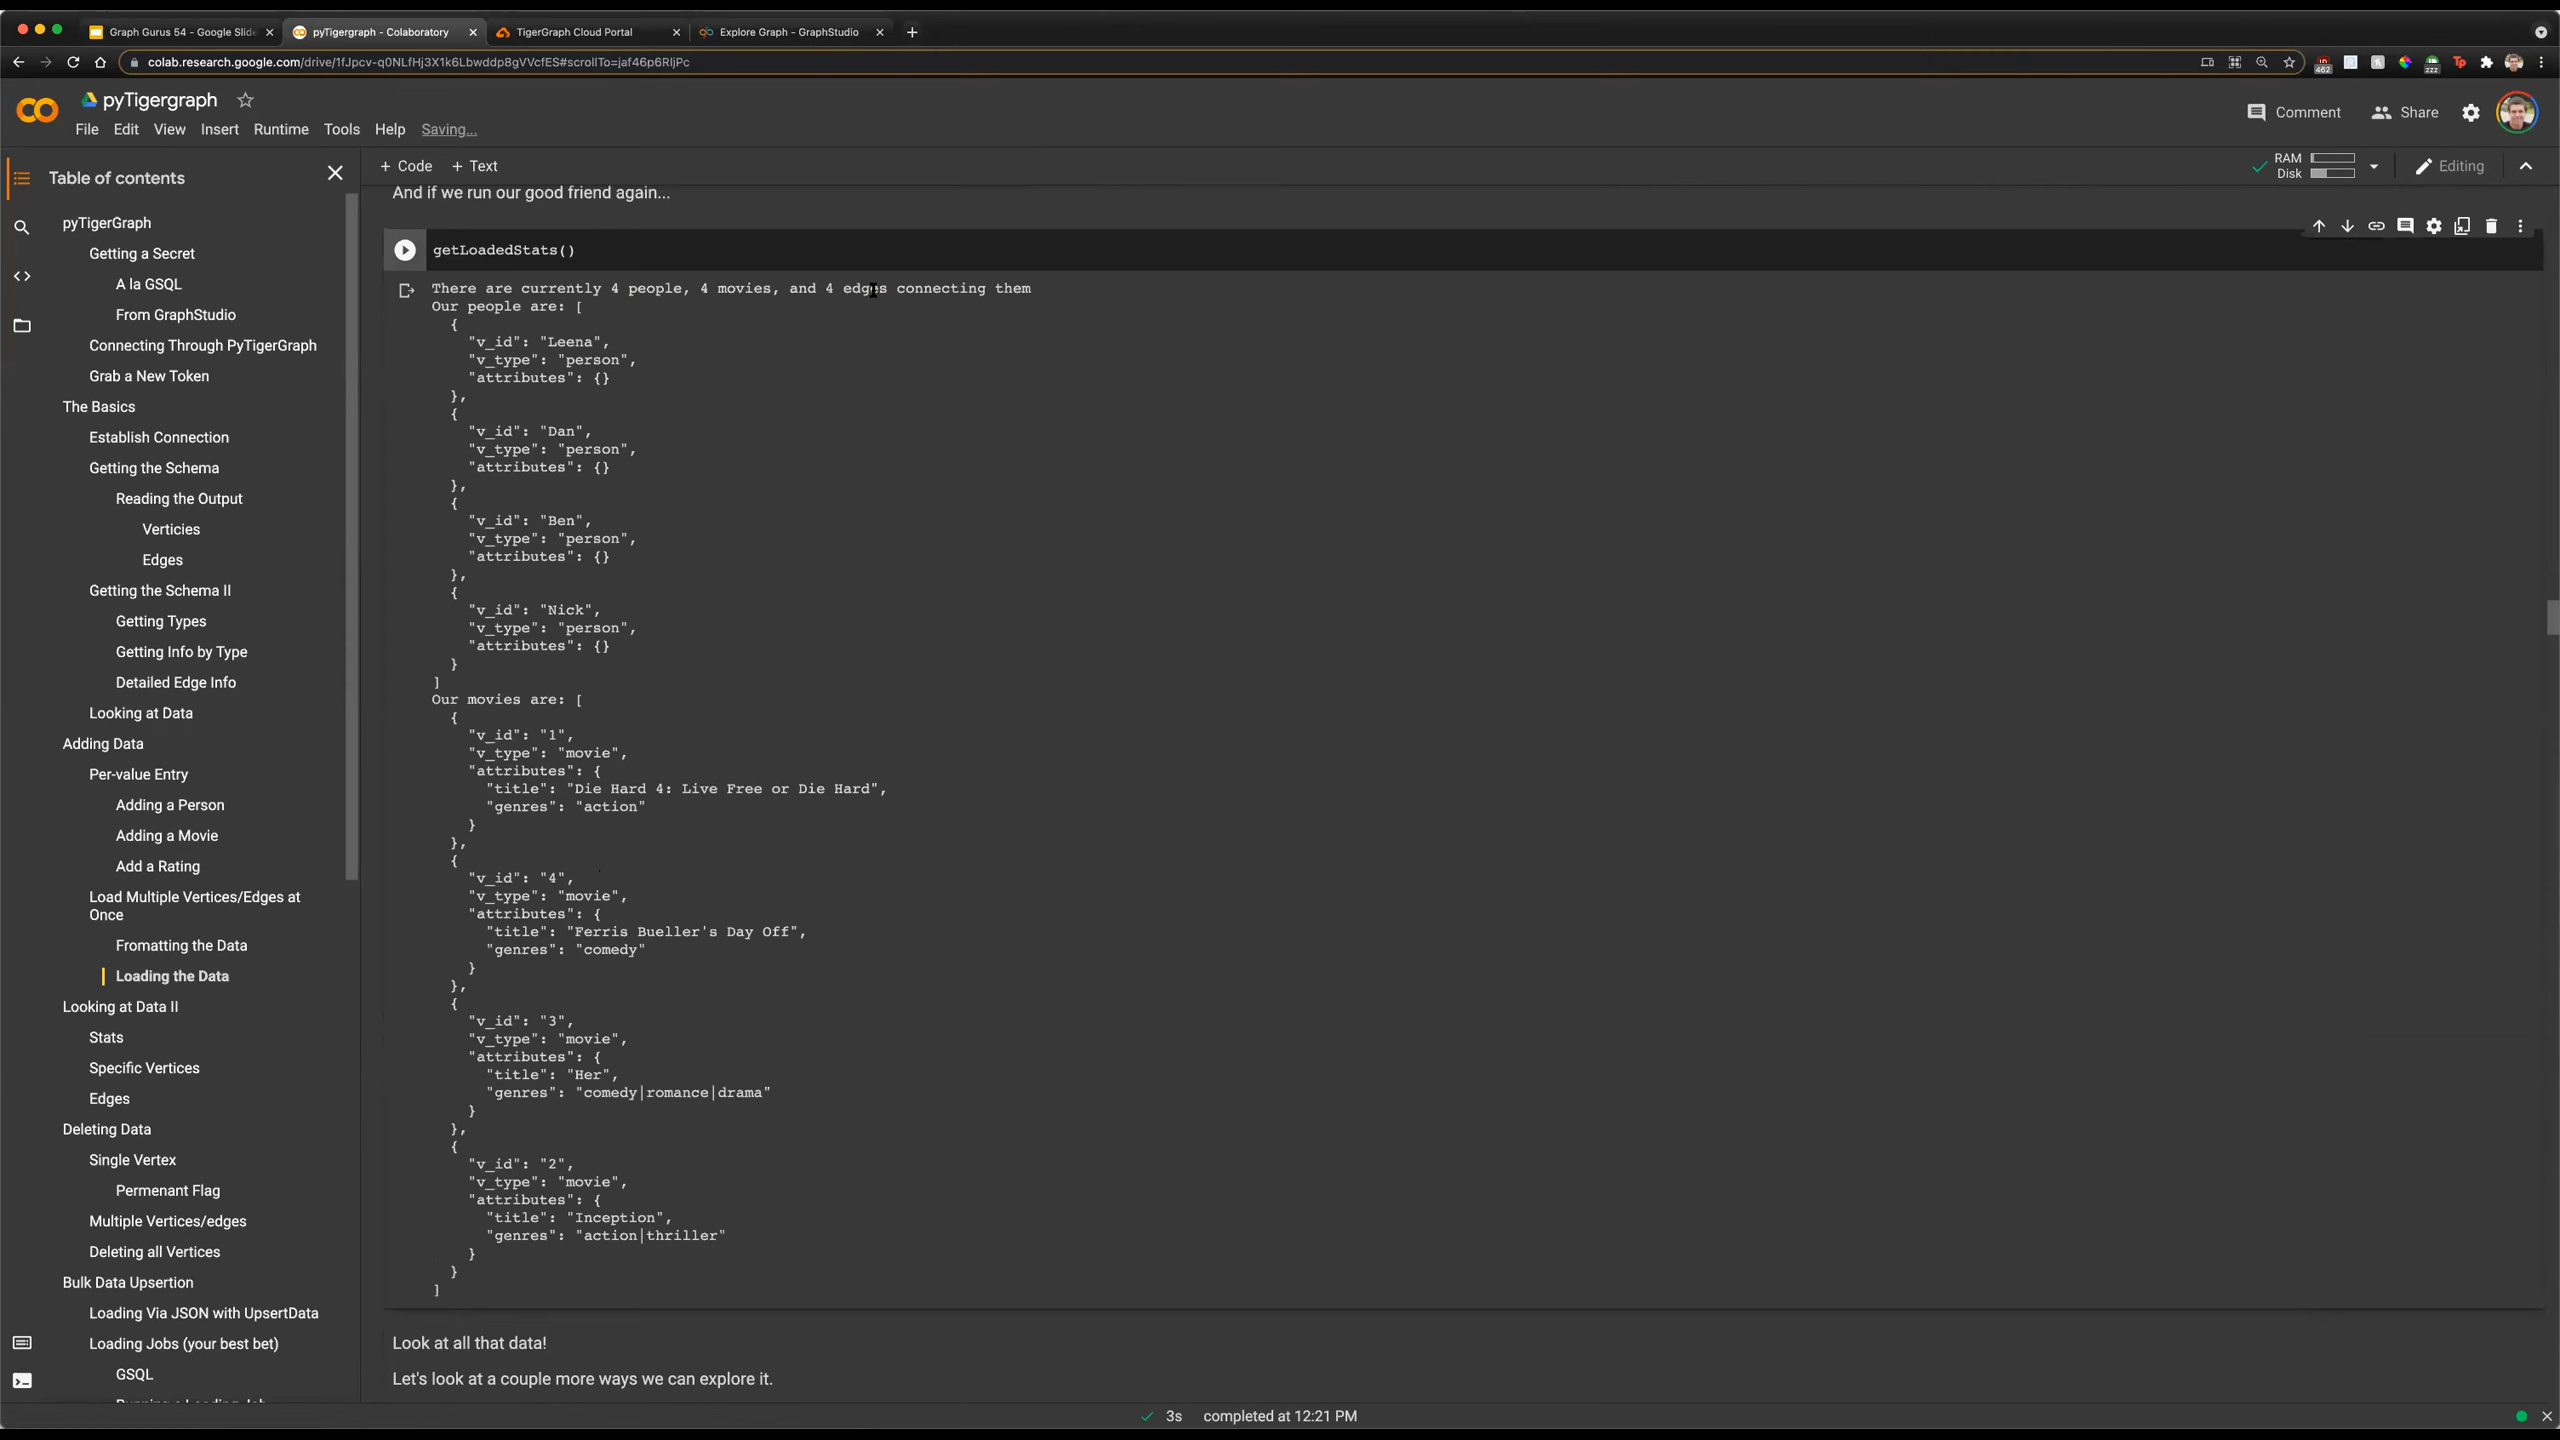 Graph Gurus 54 - Google Slide
pyTigergraph - Colaboratory
TigerGraph Cloud Portal
Explore Graph - GraphStudio
colab.research.google.com/drive/1fJpcv-q0NLfHj3X1k6Lbwddp8gVVcfES#scrollTo=jaf46p6RljPc
462
zzz
Tp
pyTigergraph
File Edit View Insert Runtime Tools Help Saving...
Comment
Share
Table of contents
+ Code + Text
RAM
Disk
Editing
pyTigerGraph
Getting a Secret
A la GSQL
From GraphStudio
Connecting Through PyTigerGraph
Grab a New Token
The Basics
Establish Connection
Getting the Schema
Reading the Output
Verticies
Edges
Getting the Schema II
Getting Types
Getting Info by Type
Detailed Edge Info
Looking at Data
Adding Data
Per-value Entry
Adding a Person
Adding a Movie
Add a Rating
Load Multiple Vertices/Edges at
Once
Fromatting the Data
Loading the Data
Looking at Data II
Stats
Specific Vertices
Edges
Deleting Data
Single Vertex
Permenant Flag
Multiple Vertices/edges
Deleting all Vertices
Bulk Data Upsertion
Loading Via JSON with UpsertData
Loading Jobs (your best bet)
GSQL
And if we run our good friend again...
getLoadedStats()
There are currently 4 people, 4 movies, and 4 edges connecting them
Our people are: [
{
"v_id": "Leena",
"v_type": "person",
"attributes": {}
},
{
"v_id": "Dan",
"v_type": "person",
"attributes": {}
},
{
"v_id": "Ben",
"v_type": "person",
"attributes": {}
},
{
"v_id": "Nick",
"v_type": "person",
"attributes": {}
}
]
Our movies are: [
{
"v_id": "1",
"v_type": "movie",
"attributes": {
"title": "Die Hard 4: Live Free or Die Hard",
"genres": "action"
}
},
{
"v_id": "4",
"v_type": "movie",
"attributes": {
"title": "Ferris Bueller's Day Off",
"genres": "comedy"
}
},
{
"v_id": "3",
"v_type": "movie",
"attributes": {
"title": "Her",
"genres": "comedy|romance|drama"
}
},
{
"v_id": "2",
"v_type": "movie",
"attributes": {
"title": "Inception",
"genres": "action|thriller"
}
}
]
Look at all that data!
Let's look at a couple more ways we can explore it.
3s completed at 12:21 PM